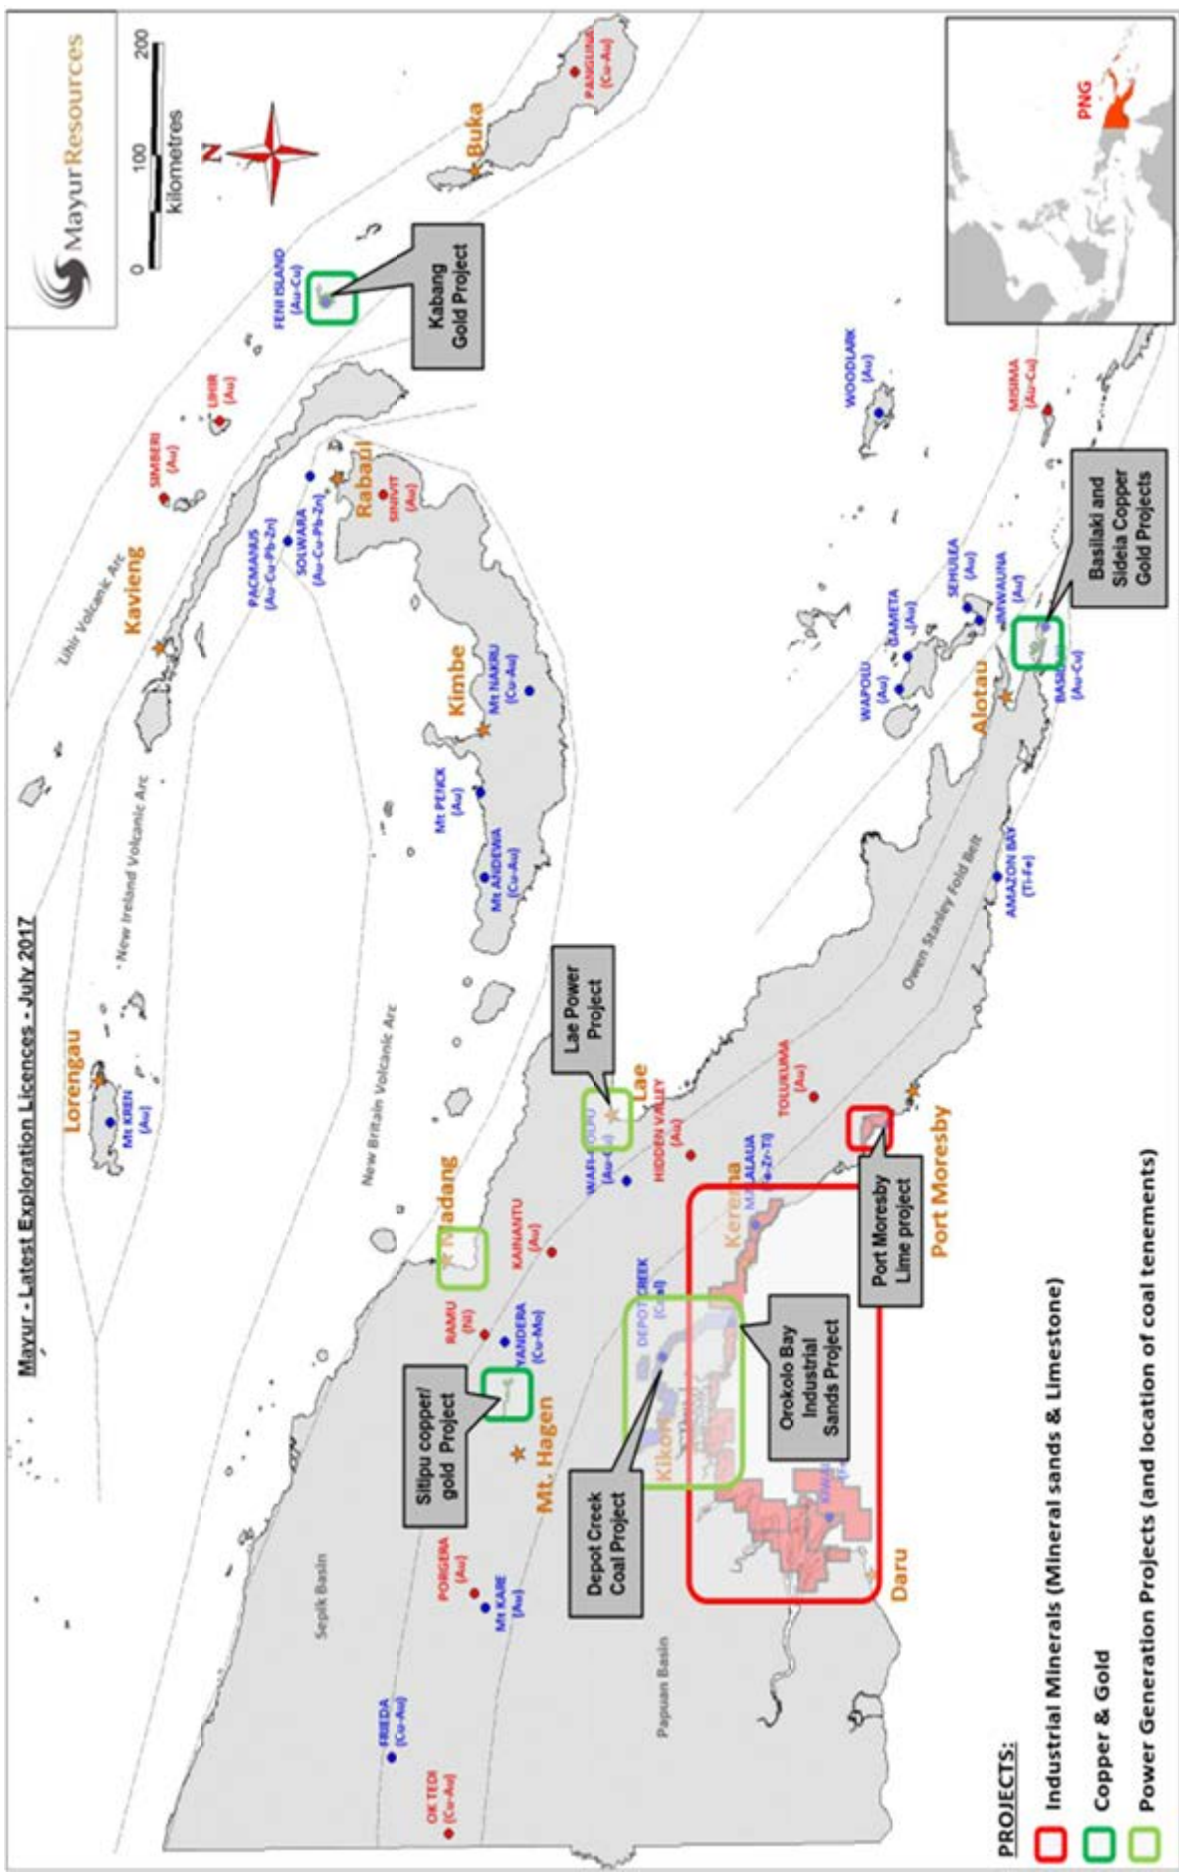 Mayur - Latest Exploration Licences - July 2017
MayurResources
0 100 200
kilometres
N
Lorengau
Mt KREN
(Au)
New Ireland Volcanic Arc
Lihir Volcanic Arc
Kavieng
SIMBERI
(Au)
LIHIR
(Au)
FENI ISLAND
(Au-Cu)
Kabang
Gold Project
Buka
PANGUNA
(Cu-Au)
PACMANUS
(Au-Cu-Pb-Zn)
SOLWARA
(Au-Cu-Pb-Zn)
Rabaul
SINIVIT
(Au)
Kimbe
Mt NAKRU
(Cu-Au)
Mt PENCK
(Au)
Mt ANDEWA
(Cu-Au)
New Britain Volcanic Arc
Sepik Basin
FRIEDA
(Cu-Au)
OK TEDI
(Cu-Au)
PORGERA
(Au)
Mt KARE
(Au)
Sitipu copper/
gold Project
Mt. Hagen
RAMU
(Ni)
YANDERA
(Cu-Mo)
Madang
KAINANTU
(Au)
Lae Power
Project
Lae
HIDDEN VALLEY
(Au)
TOLUKUMA
(Au)
Owen Stanley Fold Belt
Papuan Basin
Depot Creek
Coal Project
DEPOT CREEK
Kerema
Orokolo Bay
Industrial
Sands Project
Daru
Port Moresby
Lime project
Port Moresby
AMAZON BAY
(Ti-Fe)
Alotau
WAPOLU
(Au)
GAMETA
(Au)
SEHULEA
(Au)
IMWAUNA
(Au)
(Au-Cu)
Basilaki and
Sideia Copper
Gold Projects
WOODLARK
(Au)
MISIMA
(Au-Cu)
PNG
PROJECTS:
Industrial Minerals (Mineral sands & Limestone)
Copper & Gold
Power Generation Projects (and location of coal tenements)